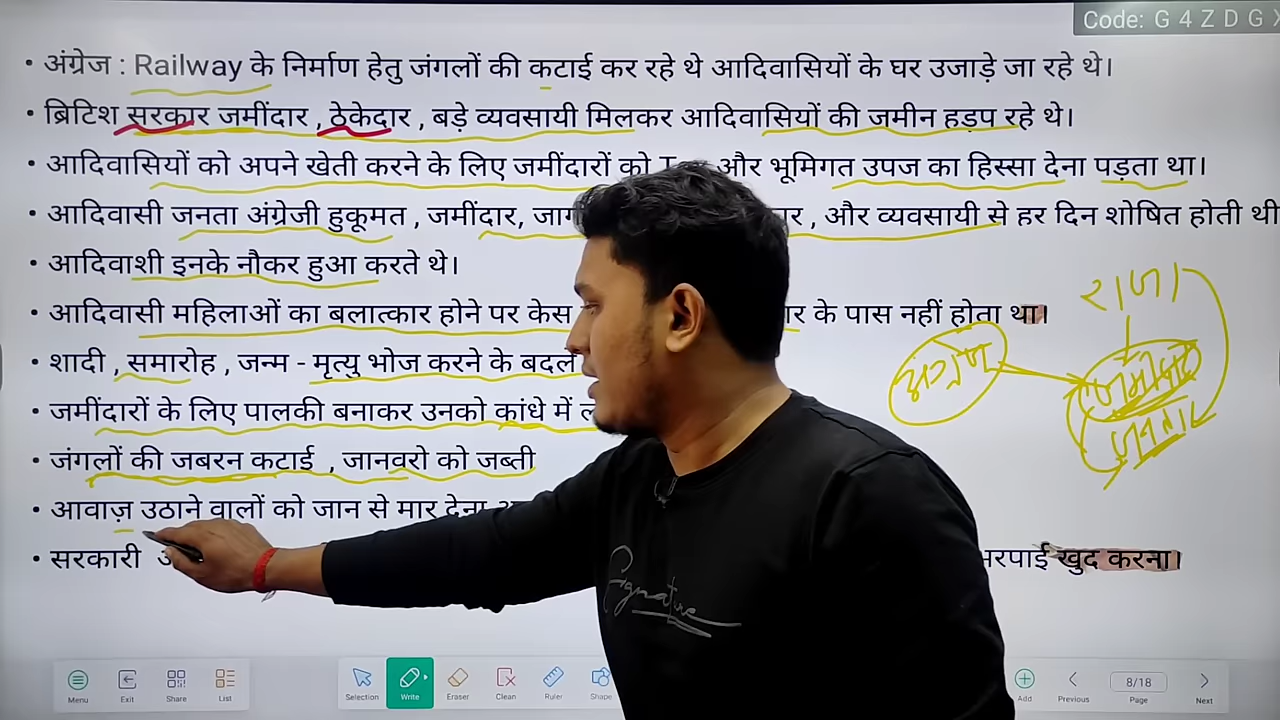 Code: G 4 Z D G
• अंग्रेज : Railway के निर्माण हेतु जंगलों की कटाई कर रहे थे आदिवासियों के घर उजाड़े जा रहे थे।
• ब्रिटिश सरकार जमींदार , ठेकेदार , बड़े व्यवसायी मिलकर आदिवासियों की जमीन हड़प रहे थे।
• आदिवासियों को अपने खेती करने के लिए जमींदारों को और भूमिगत उपज का हिस्सा देना पड़ता था।
• आदिवासी जनता अंग्रेजी हुकूमत , जमींदार, , और व्यवसायी से हर दिन शोषित होती थी
• आदिवाशी इनके नौकर हुआ करते थे।
• आदिवासी महिलाओं का बलात्कार होने पर केस के पास नहीं होता था।
• शादी , समारोह , जन्म - मृत्यु भोज करने के बदले
• जमींदारों के लिए पालकी बनाकर उनको कांधे में
• जंगलों की जबरन कटाई , जानवरो को जब्ती
• आवाज़ उठाने वालों को जान से मार देना
• सरकारी खुद करना।
राजा
अंग्रेज
जमींदार
जनता
Signature
Menu
Exit
Share
List
Selection
Write
Eraser
Clean
Ruler
Shape
Add
Previous
8/18
Page
Next